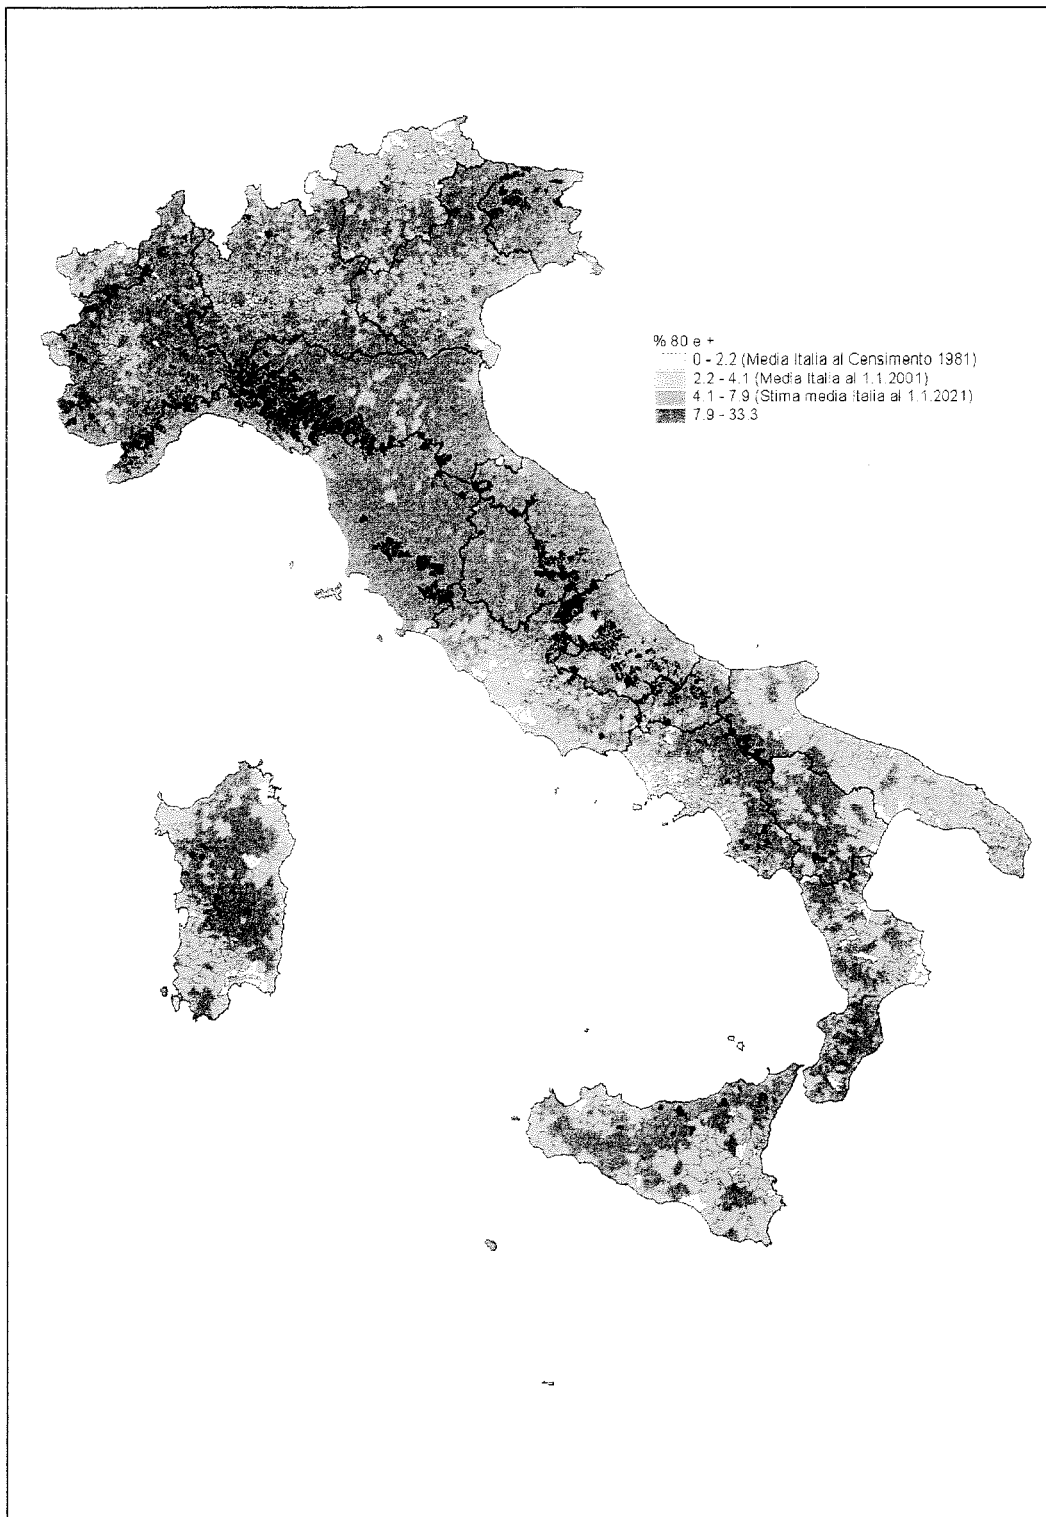 % 80 e +
0 - 2.2 (Media Italia al Censimento 1981)
2.2 - 4.1 (Media Italia al 1.1.2001)
4.1 - 7.9 (Stima media Italia al 1.1.2021)
7.9 - 33.3